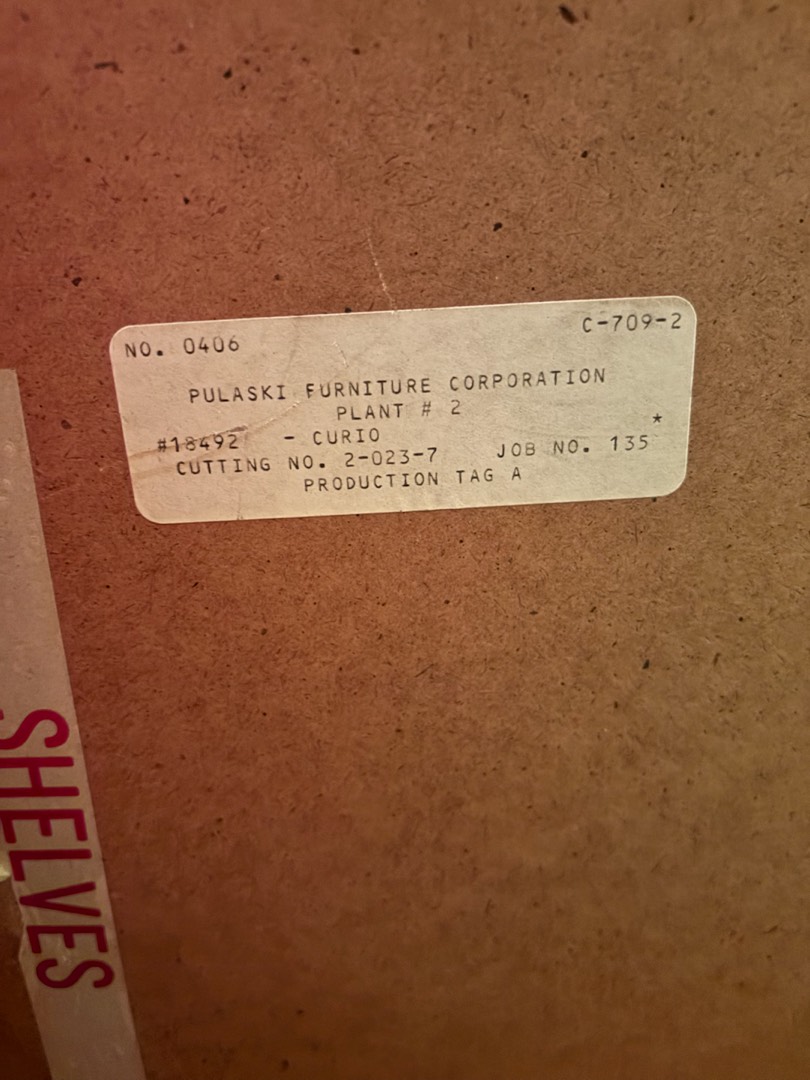 NO. 0406 C-709-2
PULASKI FURNITURE CORPORATION
PLANT # 2
#18492 - CURIO *
CUTTING NO. 2-023-7 JOB NO. 135
PRODUCTION TAG A
SHELVES